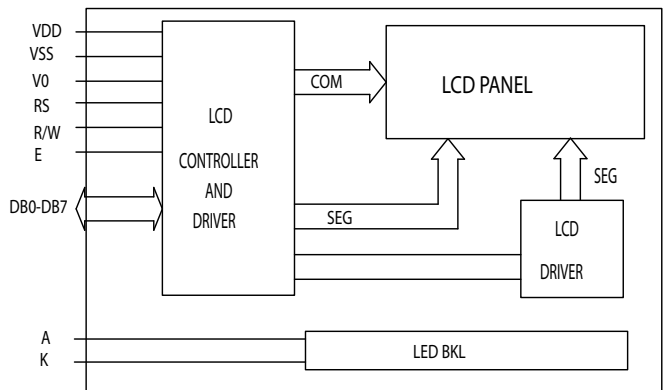 VDD
VSS
V0
RS
R/W
E
DB0-DB7
A
K
LCD
CONTROLLER
AND
DRIVER
COM
LCD PANEL
SEG
SEG
LCD
DRIVER
LED BKL